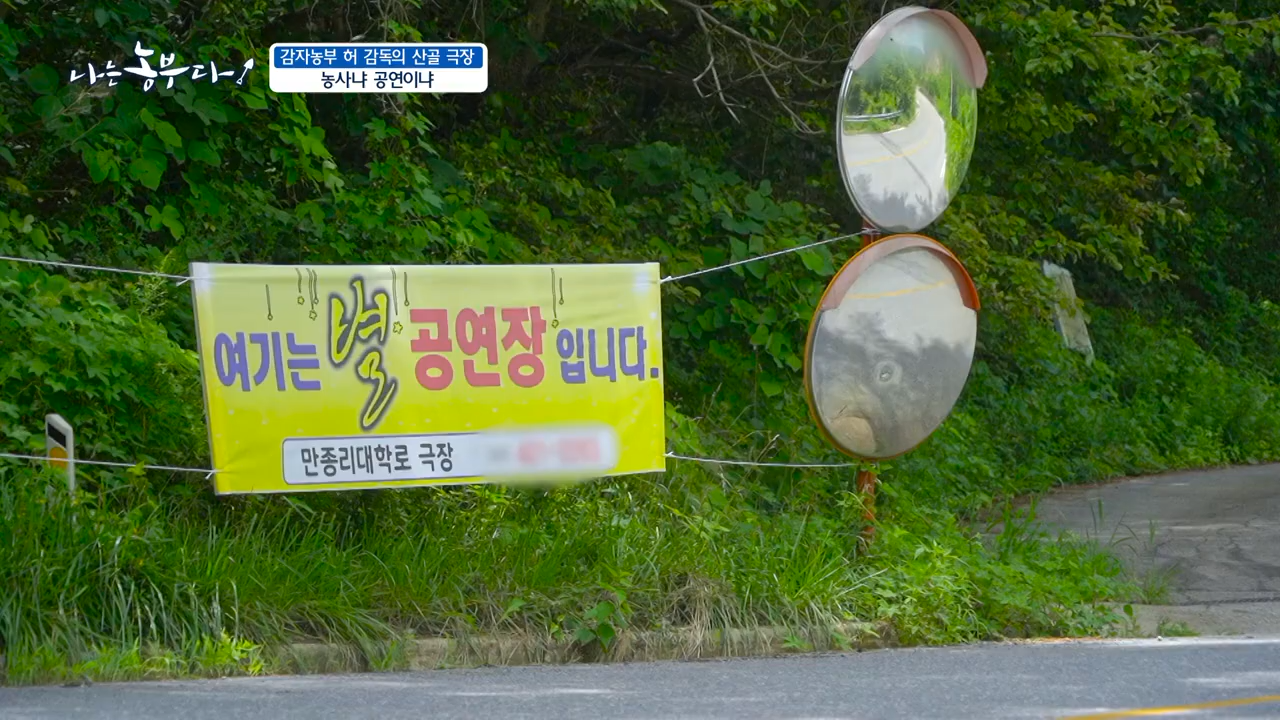 나는 농부다!
감자농부 허 감독의 산골 극장
농사냐 공연이냐
여기는 별 공연장 입니다.
만종리대학로 극장